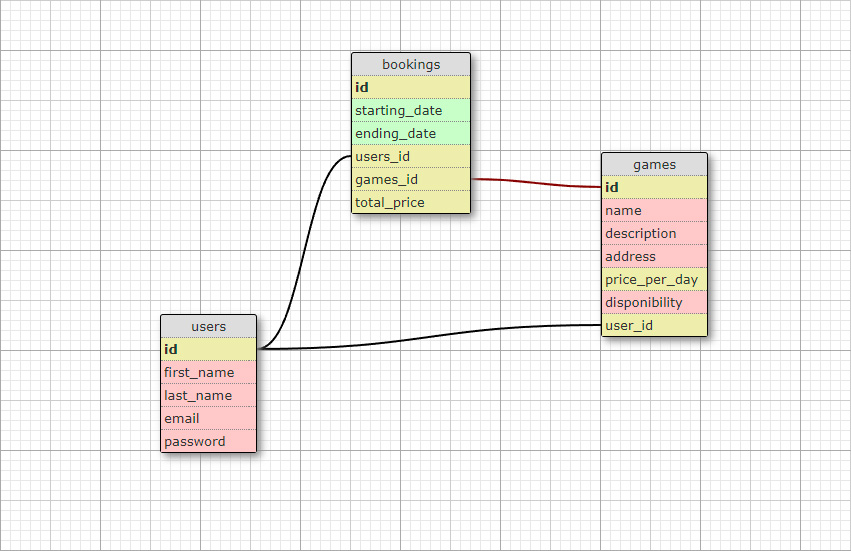 bookings
id
starting_date
ending_date
users_id
games_id
total_price
games
id
name
description
address
price_per_day
disponibility
user_id
users
id
first_name
last_name
email
password